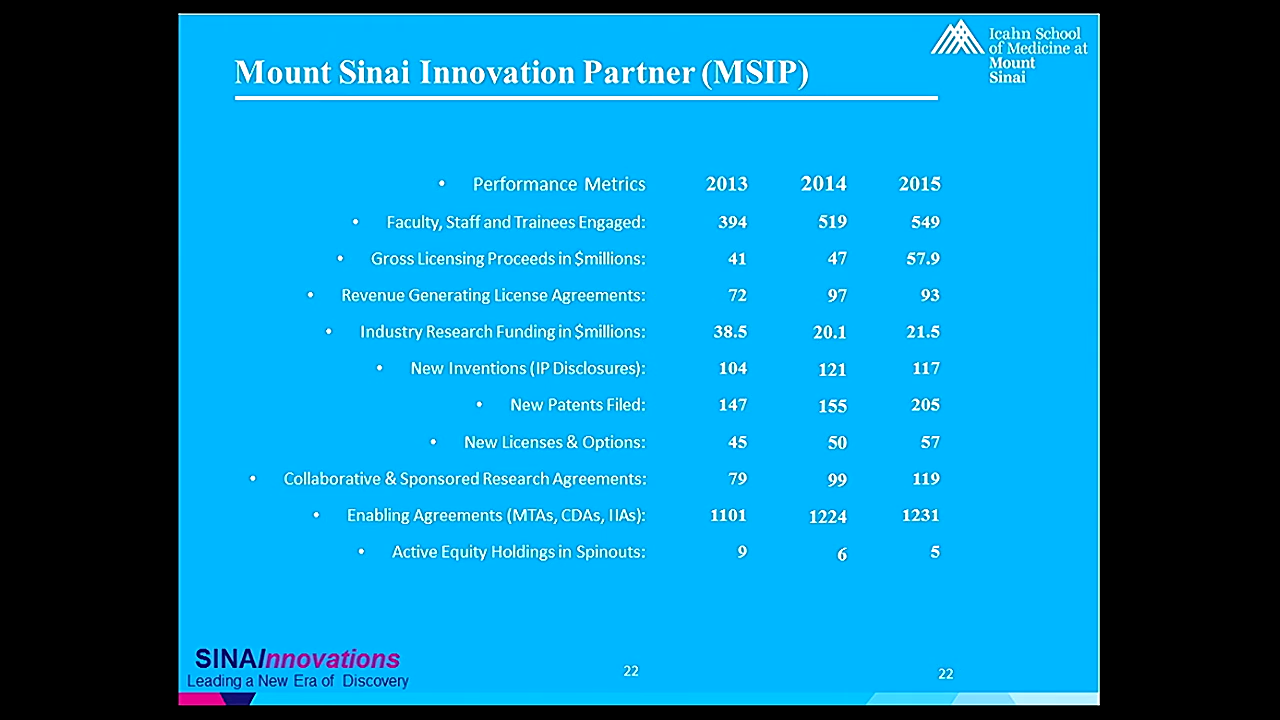 Icahn School
of Medicine at
Mount
Sinai
Mount Sinai Innovation Partner (MSIP)
• Performance Metrics 2013 2014 2015
• Faculty, Staff and Trainees Engaged: 394 519 549
• Gross Licensing Proceeds in $millions: 41 47 57.9
• Revenue Generating License Agreements: 72 97 93
• Industry Research Funding in $millions: 38.5 20.1 21.5
• New Inventions (IP Disclosures): 104 121 117
• New Patents Filed: 147 155 205
• New Licenses & Options: 45 50 57
• Collaborative & Sponsored Research Agreements: 79 99 119
• Enabling Agreements (MTAs, CDAs, IIAs): 1101 1224 1231
• Active Equity Holdings in Spinouts: 9 6 5
SINAInnovations
Leading a New Era of Discovery
22 22